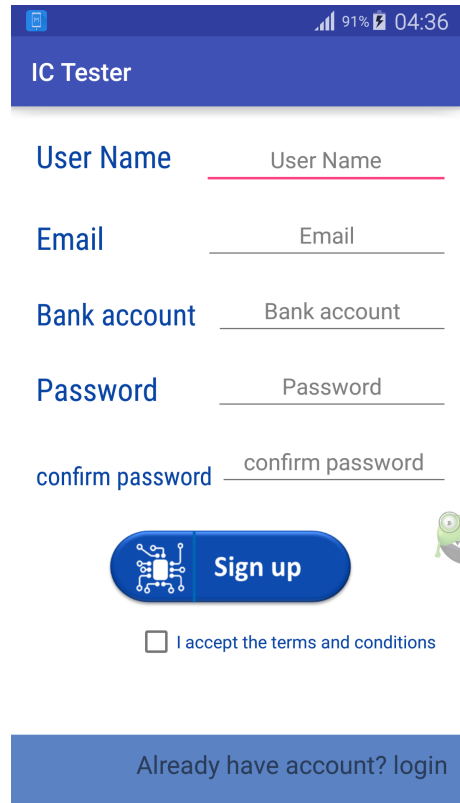 91% 04:36
IC Tester
User Name User Name
Email Email
Bank account Bank account
Password Password
confirm password confirm password
Sign up
I accept the terms and conditions
Already have account? login